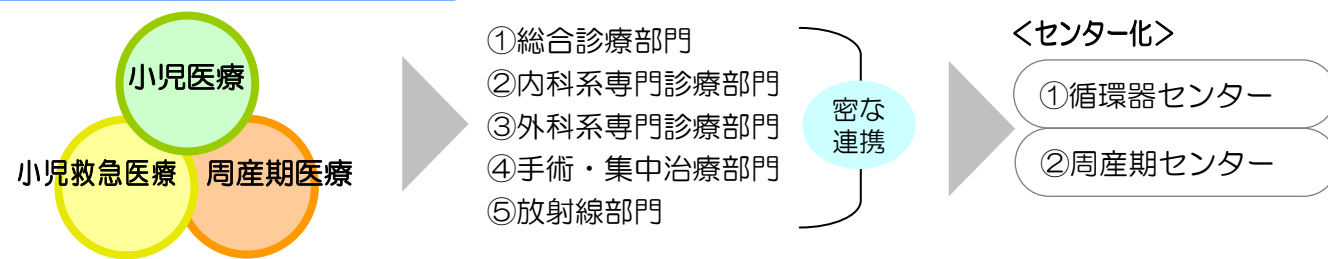 小児医療
小児救急医療
周産期医療
①総合診療部門
②内科系専門診療部門
③外科系専門診療部門
④手術・集中治療部門
⑤放射線部門
密な
連携
<センター化>
①循環器センター
②周産期センター